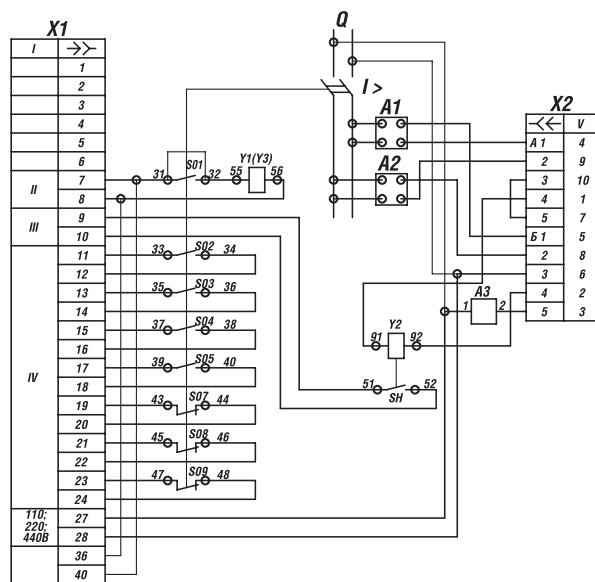 X1
Q
I >
X2
I
V
1
2
3
4
5
6
II
7
8
III
9
10
IV
11
12
13
14
15
16
17
18
19
20
21
22
23
24
110;
220;
440В
27
28
36
40
31 S01 32 55 Y1(Y3) 56
33 S02 34
35 S03 36
37 S04 38
39 S05 40
43 S07 44
45 S08 46
47 S09 48
A1
A2
1 A3 2
91 Y2 92
51 SH 52
А1 4
2 9
3 10
4 1
5 7
Б1 5
2 8
3 6
4 2
5 3